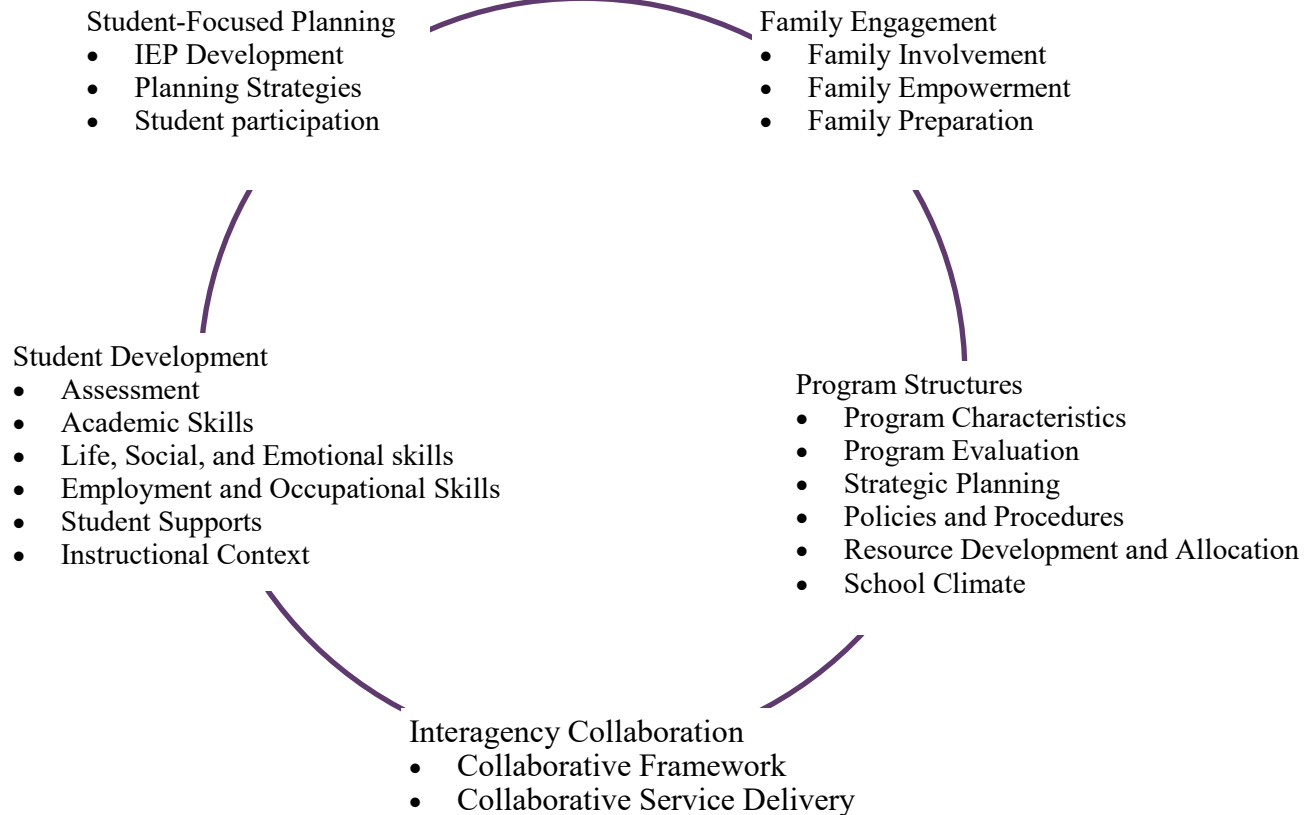 Student-Focused Planning
• IEP Development
• Planning Strategies
• Student participation
Family Engagement
• Family Involvement
• Family Empowerment
• Family Preparation
Student Development
• Assessment
• Academic Skills
• Life, Social, and Emotional skills
• Employment and Occupational Skills
• Student Supports
• Instructional Context
Program Structures
• Program Characteristics
• Program Evaluation
• Strategic Planning
• Policies and Procedures
• Resource Development and Allocation
• School Climate
Interagency Collaboration
• Collaborative Framework
• Collaborative Service Delivery